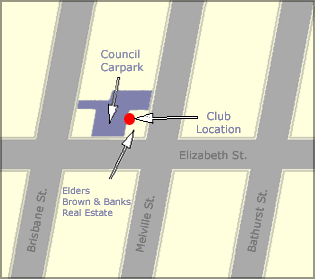 Council
Carpark
Club
Location
Elizabeth St.
Elders
Brown & Banks
Real Estate
Brisbane St.
Melville St.
Bathurst St.